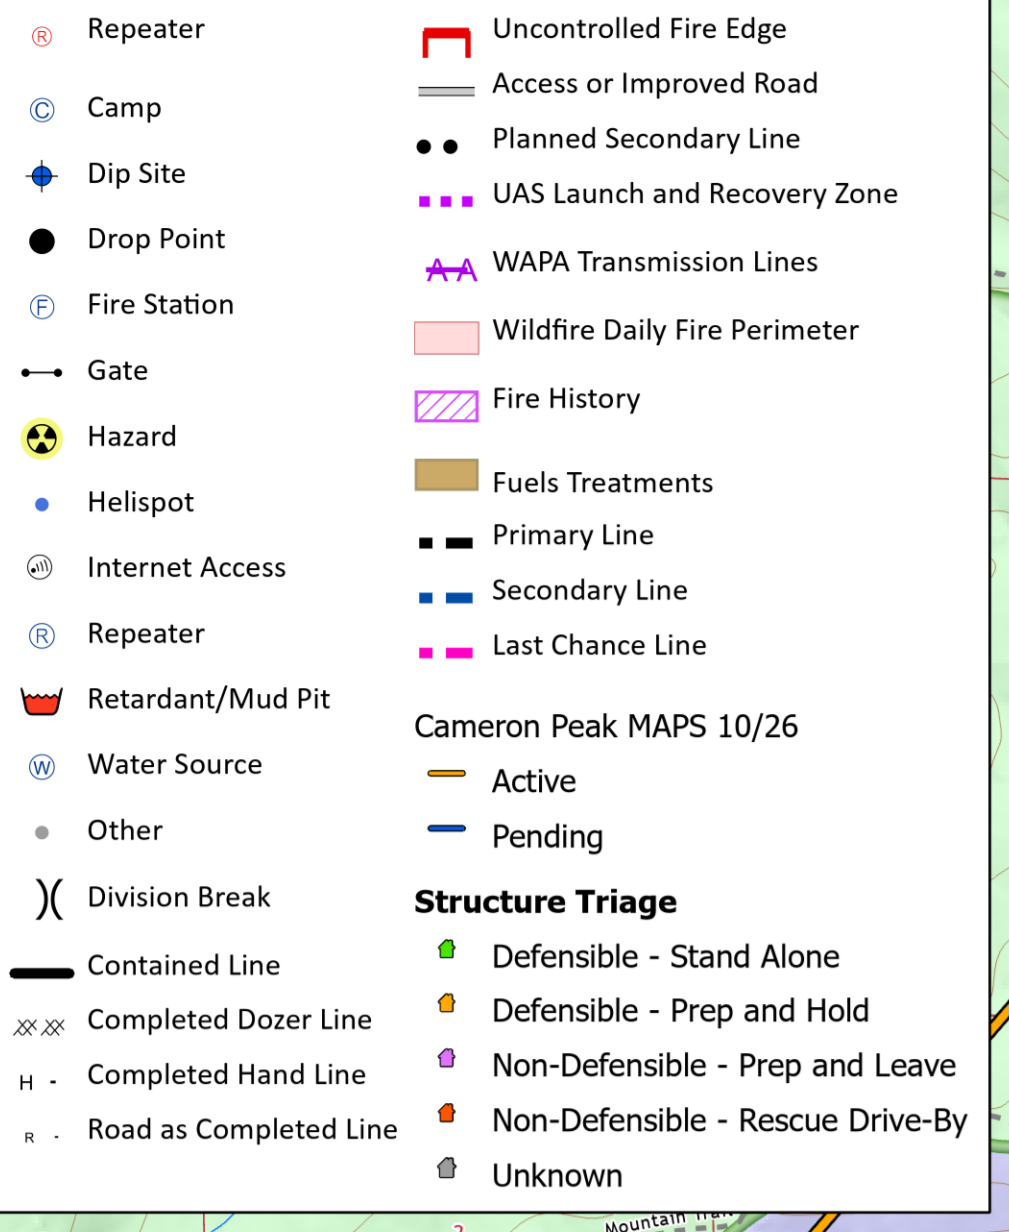 R Repeater
C Camp
Dip Site
Drop Point
F Fire Station
Gate
Hazard
Helispot
Internet Access
R Repeater
Retardant/Mud Pit
W Water Source
Other
)( Division Break
Contained Line
XX XX Completed Dozer Line
H - Completed Hand Line
R - Road as Completed Line
Uncontrolled Fire Edge
Access or Improved Road
Planned Secondary Line
UAS Launch and Recovery Zone
A A WAPA Transmission Lines
Wildfire Daily Fire Perimeter
Fire History
Fuels Treatments
Primary Line
Secondary Line
Last Chance Line
Cameron Peak MAPS 10/26
Active
Pending
Structure Triage
Defensible - Stand Alone
Defensible - Prep and Hold
Non-Defensible - Prep and Leave
Non-Defensible - Rescue Drive-By
Unknown
Mountain